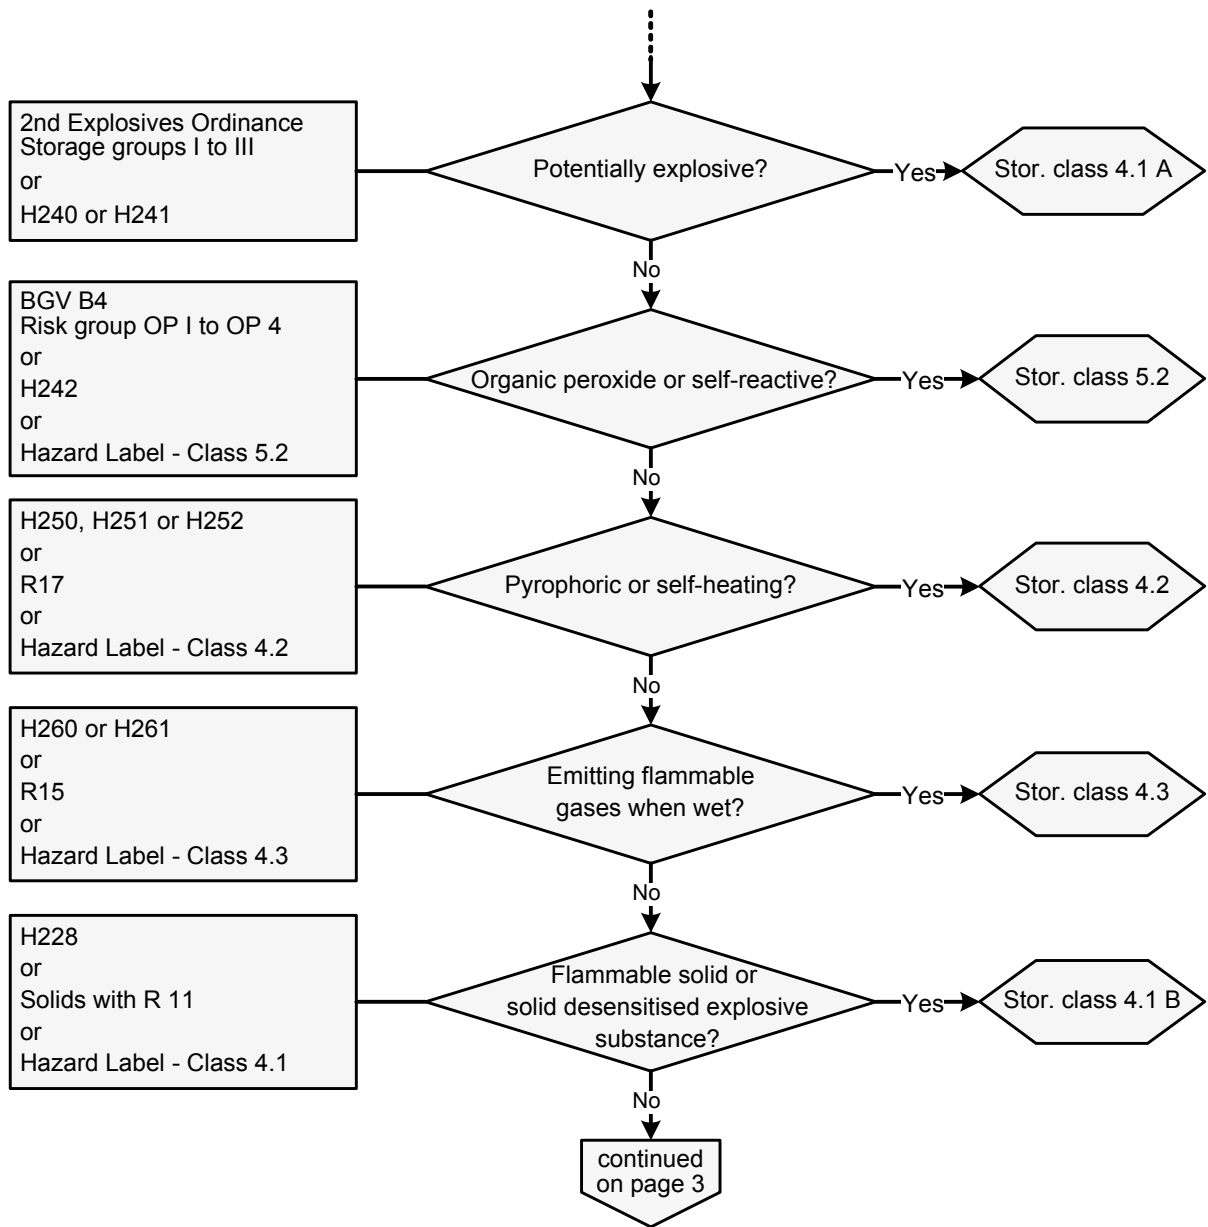 2nd Explosives Ordinance
Storage groups I to III
or
H240 or H241
Potentially explosive?
Yes
Stor. class 4.1 A
No
BGV B4
Risk group OP I to OP 4
or
H242
or
Hazard Label - Class 5.2
Organic peroxide or self-reactive?
Yes
Stor. class 5.2
No
H250, H251 or H252
or
R17
or
Hazard Label - Class 4.2
Pyrophoric or self-heating?
Yes
Stor. class 4.2
No
H260 or H261
or
R15
or
Hazard Label - Class 4.3
Emitting flammable
gases when wet?
Yes
Stor. class 4.3
No
H228
or
Solids with R 11
or
Hazard Label - Class 4.1
Flammable solid or
solid desensitised explosive
substance?
Yes
Stor. class 4.1 B
No
continued
on page 3